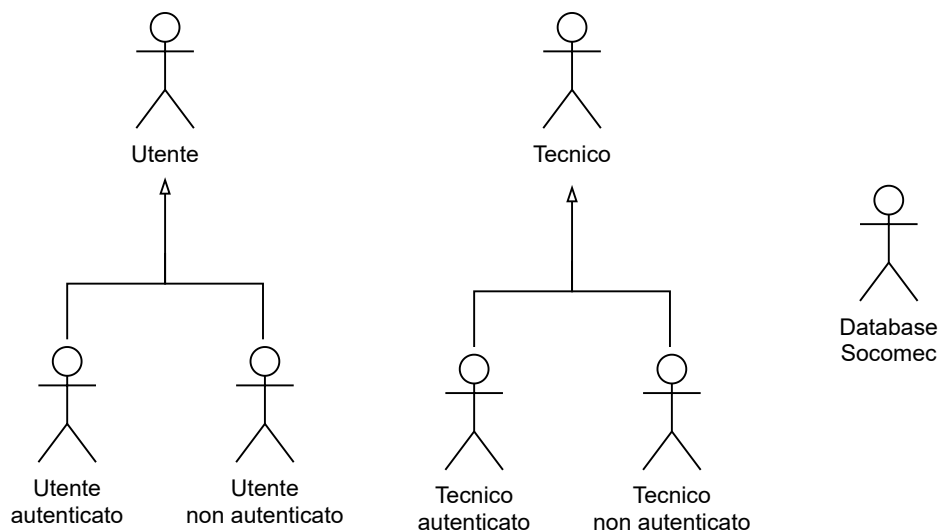 Utente
Tecnico
Database
Socomec
Utente
autenticato
Utente
non autenticato
Tecnico
autenticato
Tecnico
non autenticato